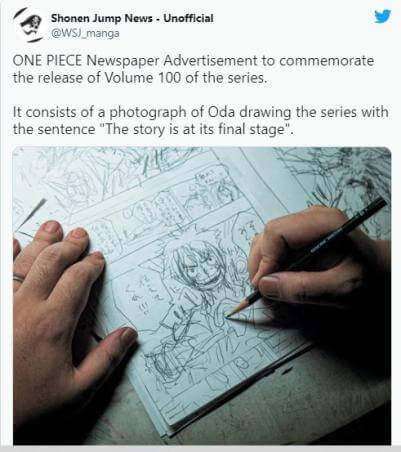 Shonen Jump News - Unofficial
@WSJ_manga
ONE PIECE Newspaper Advertisement to commemorate
the release of Volume 100 of the series.
It consists of a photograph of Oda drawing the series with
the sentence "The story is at its final stage".